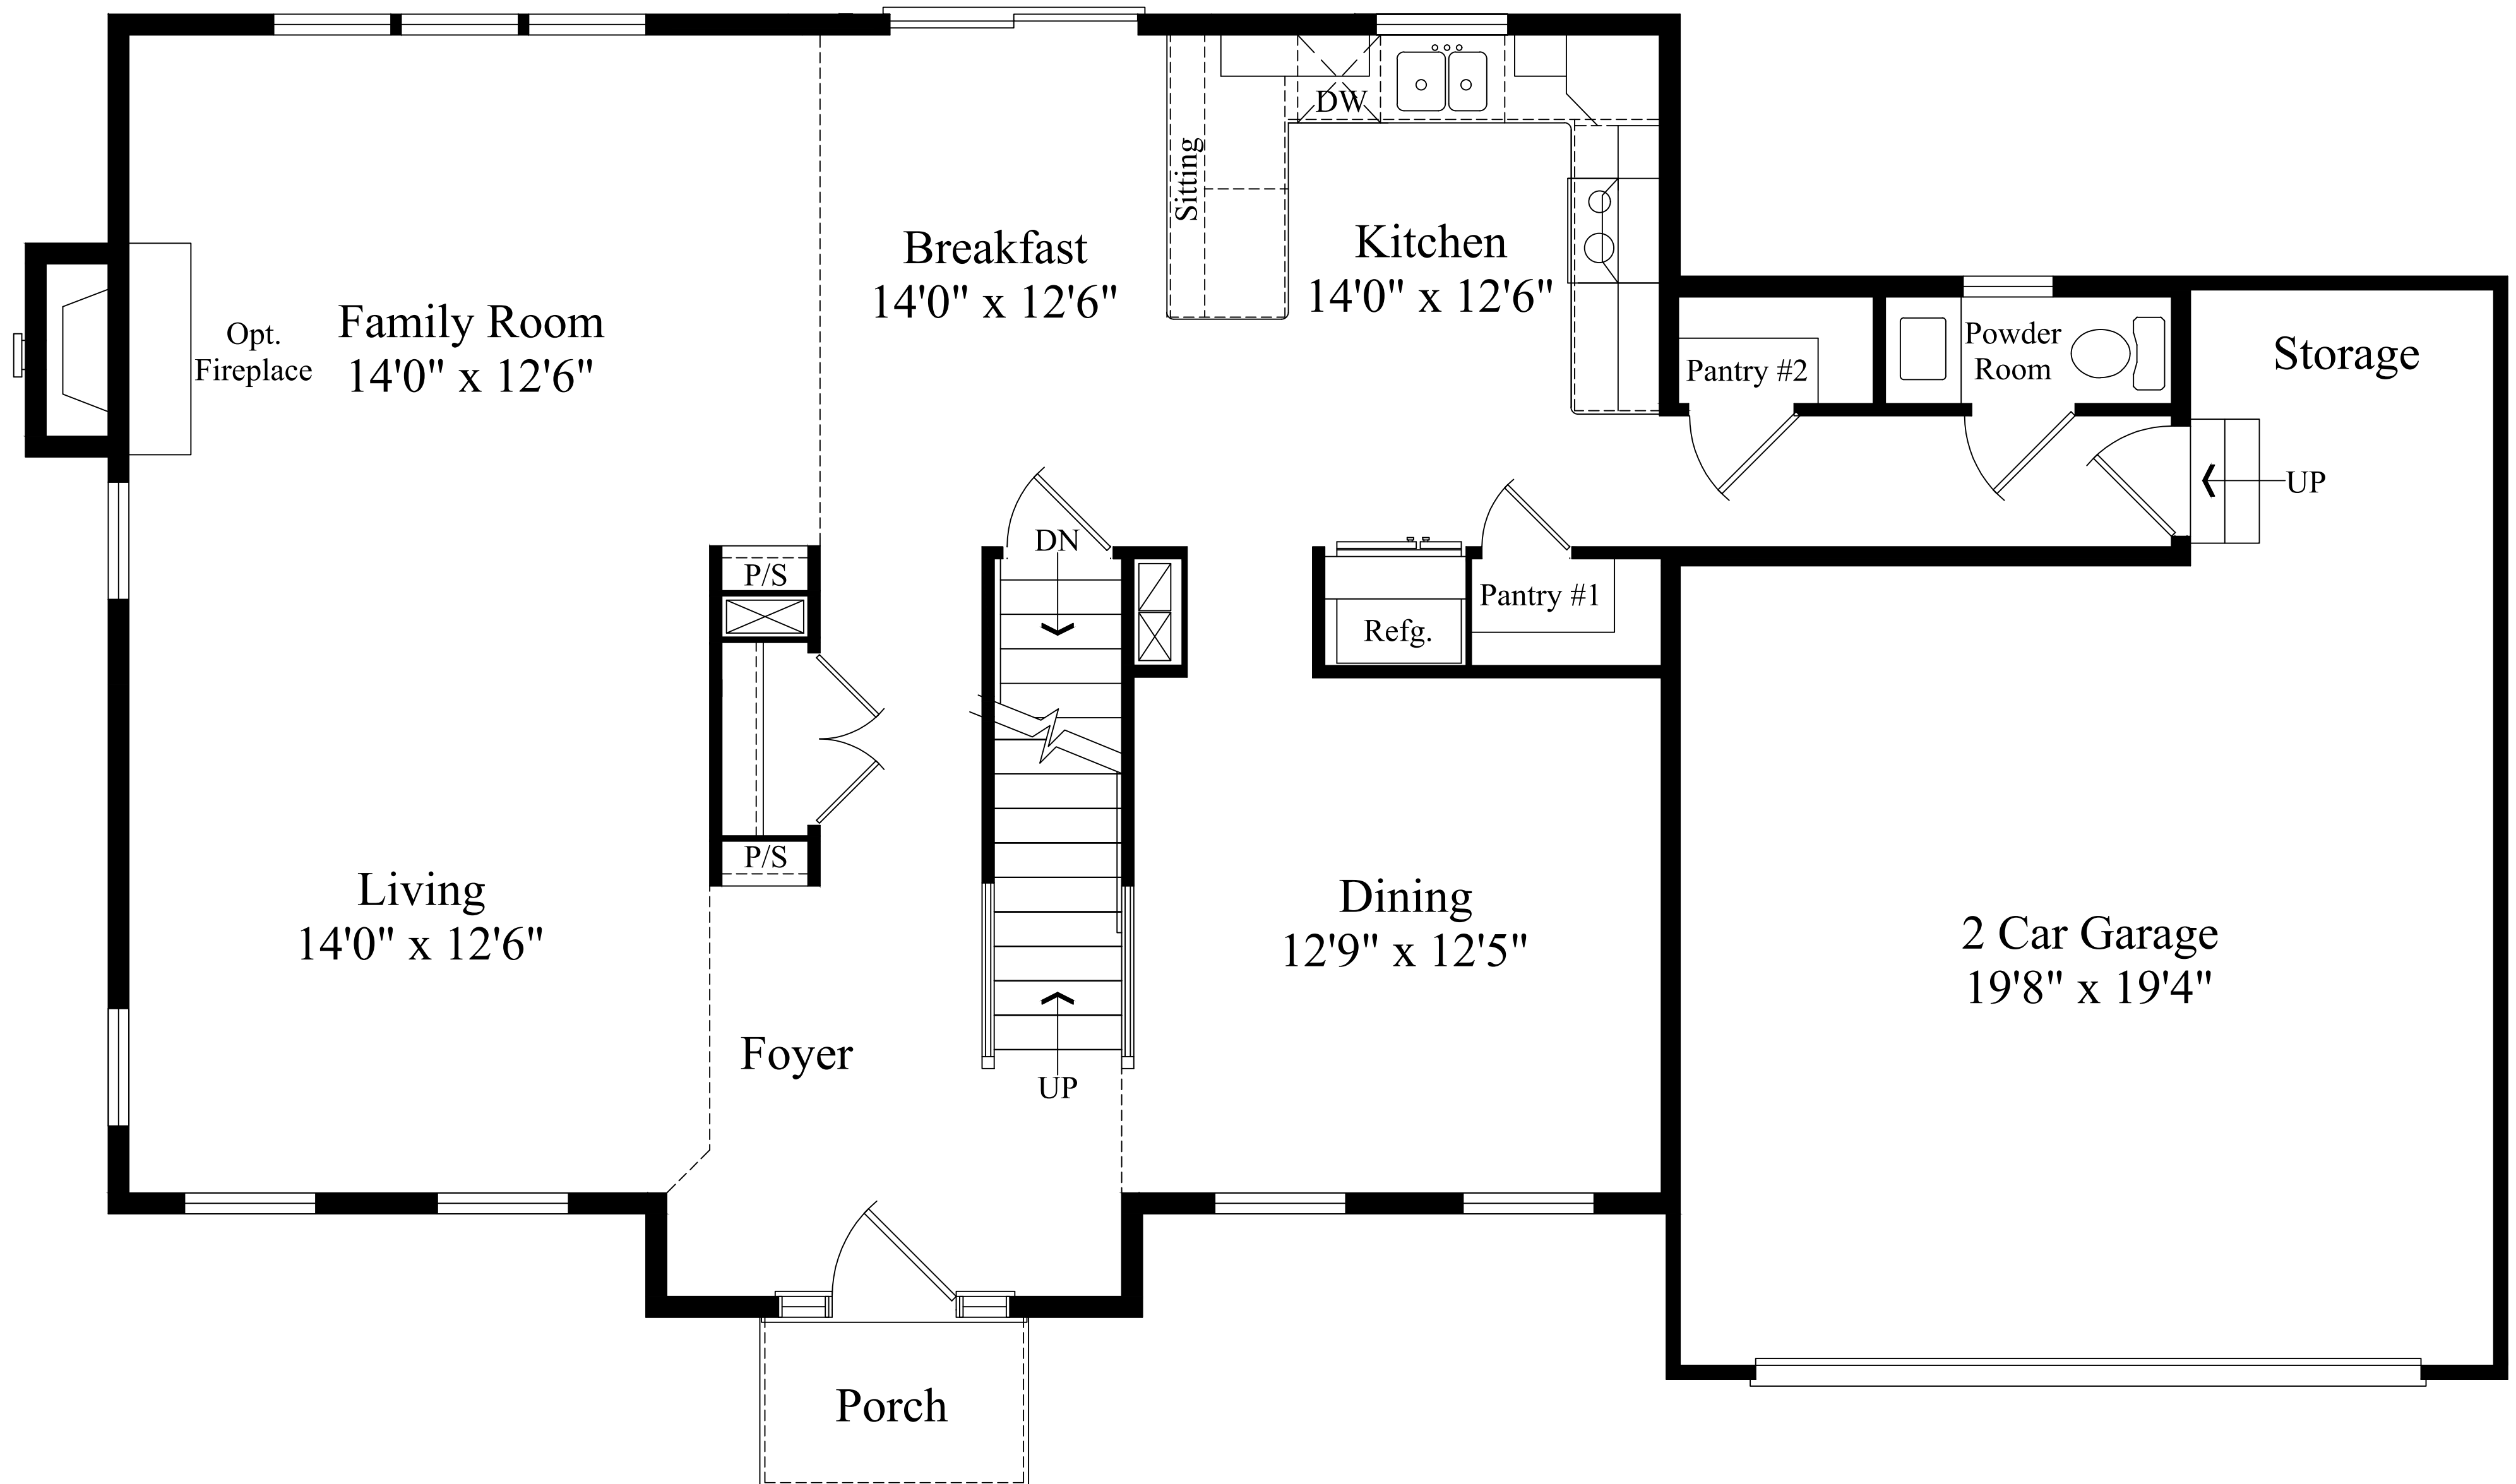 DW
Sitting
Breakfast
14'0" x 12'6"
Kitchen
14'0" x 12'6"
Family Room
14'0" x 12'6"
Opt.
Fireplace
Pantry #2
Powder
Room
Storage
UP
DN
P/S
Pantry #1
Refg.
P/S
Living
14'0" x 12'6"
Dining
12'9" x 12'5"
2 Car Garage
19'8" x 19'4"
Foyer
UP
Porch